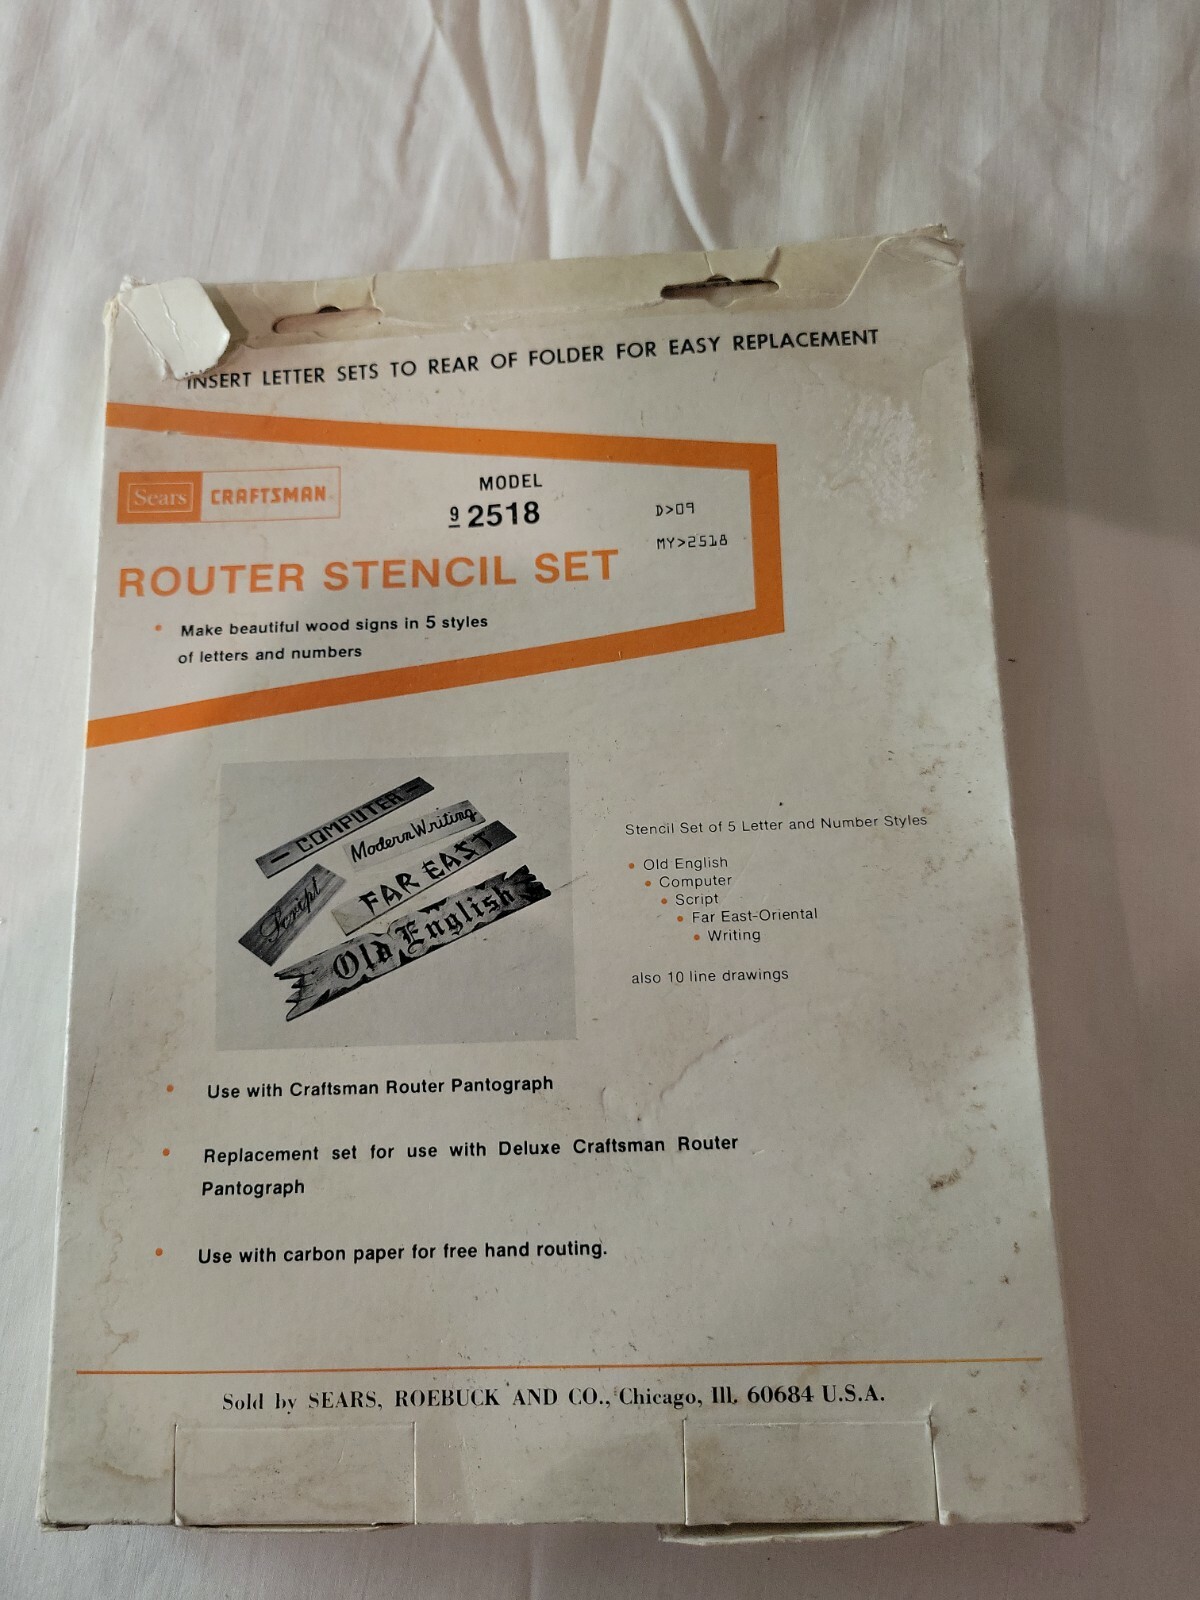 INSERT LETTER SETS TO REAR OF FOLDER FOR EASY REPLACEMENT
Sears CRAFTSMAN
MODEL
9 2518
D>09
MY>2518
ROUTER STENCIL SET
• Make beautiful wood signs in 5 styles
of letters and numbers
- COMPUTER -
Modern Writing
Script
FAR EAST
Old English
Stencil Set of 5 Letter and Number Styles
• Old English
• Computer
• Script
• Far East-Oriental
• Writing
also 10 line drawings
• Use with Craftsman Router Pantograph
• Replacement set for use with Deluxe Craftsman Router
Pantograph
• Use with carbon paper for free hand routing.
Sold by SEARS, ROEBUCK AND CO., Chicago, Ill. 60684 U.S.A.